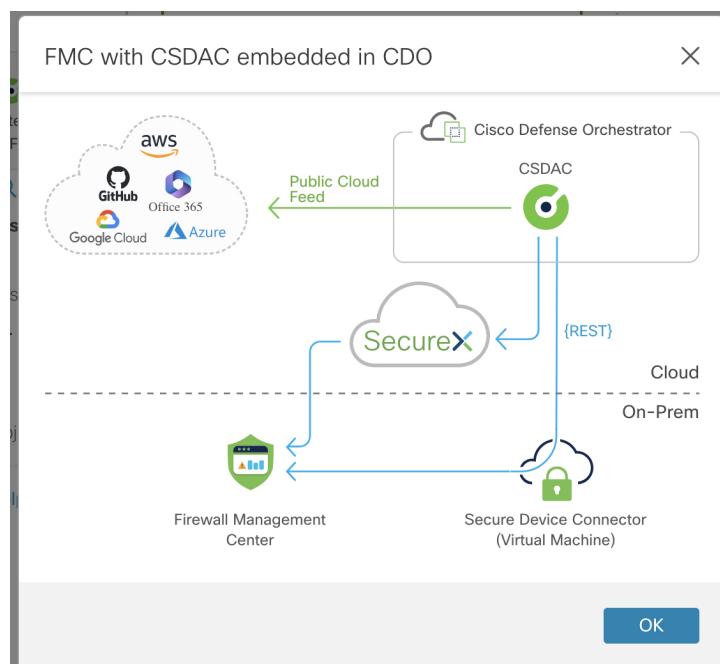 FMC with CSDAC embedded in CDO
aws
GitHub
Office 365
Google Cloud
Azure
Public Cloud
Feed
Cisco Defense Orchestrator
CSDAC
SecureX
{REST}
Cloud
On-Prem
Firewall Management
Center
Secure Device Connector
(Virtual Machine)
OK